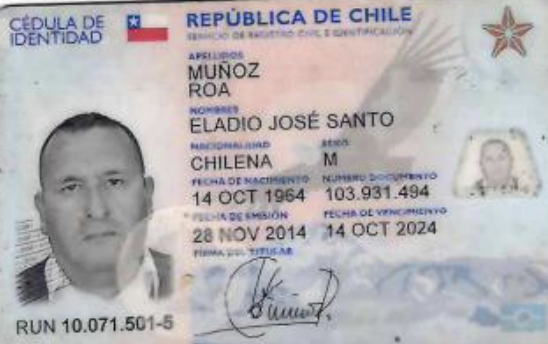 CÉDULA DE
IDENTIDAD
REPÚBLICA DE CHILE
SERVICIO DE REGISTRO CIVIL E IDENTIFICACIÓN
APELLIDOS
MUÑOZ
ROA
NOMBRES
ELADIO JOSÉ SANTO
NACIONALIDAD SEXO
CHILENA M
FECHA DE NACIMIENTO NÚMERO DOCUMENTO
14 OCT 1964 103.931.494
FECHA DE EMISIÓN FECHA DE VENCIMIENTO
28 NOV 2014 14 OCT 2024
FIRMA DEL TITULAR
RUN 10.071.501-5